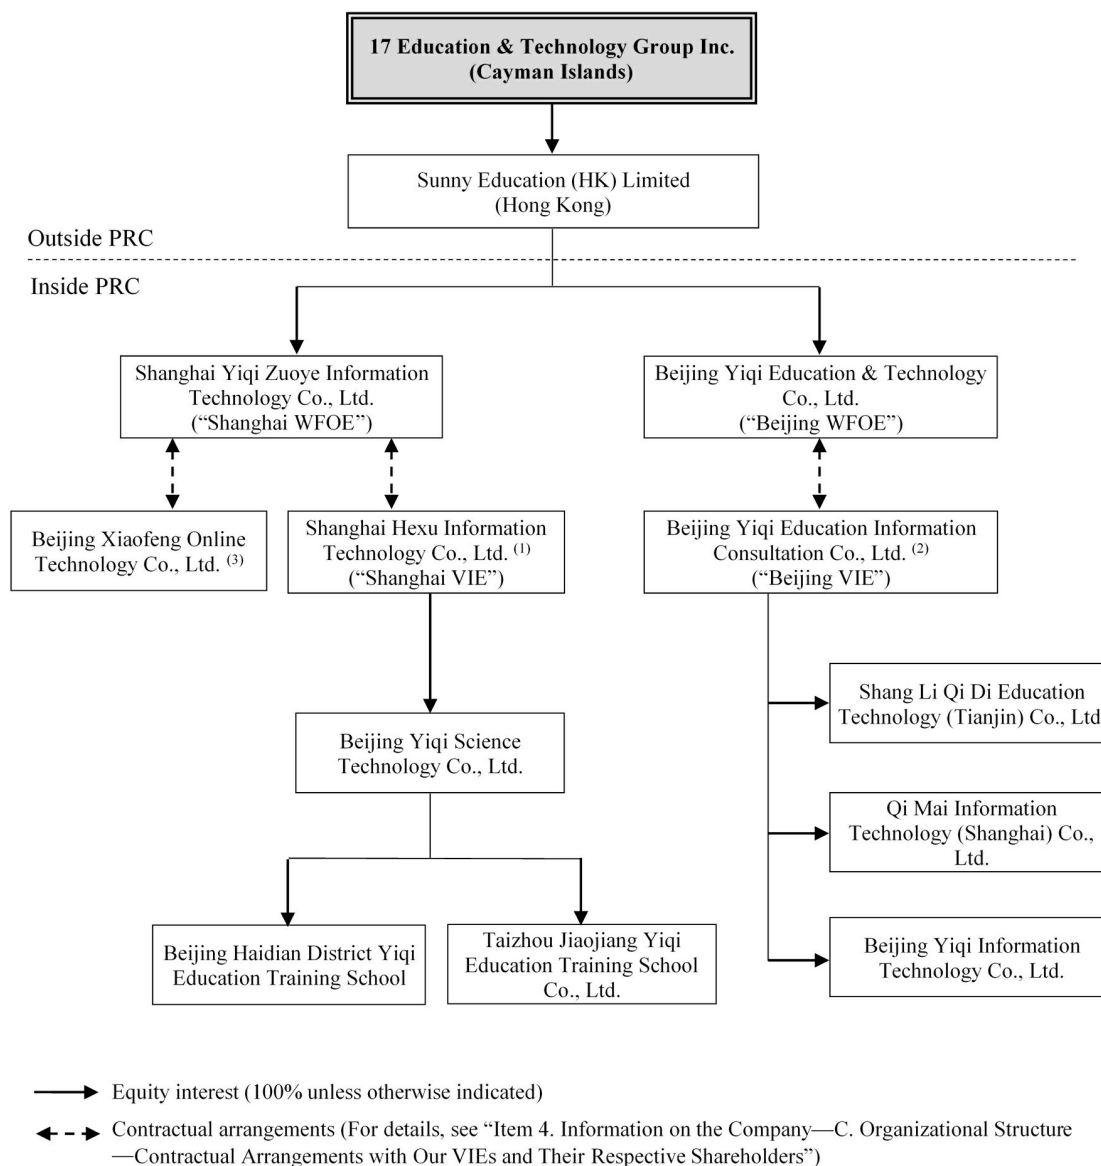 17 Education & Technology Group Inc.
(Cayman Islands)
Sunny Education (HK) Limited
(Hong Kong)
Outside PRC
Inside PRC
Shanghai Yiqi Zuoye Information
Technology Co., Ltd.
(“Shanghai WFOE”)
Beijing Yiqi Education & Technology
Co., Ltd.
(“Beijing WFOE”)
Beijing Xiaofeng Online
Technology Co., Ltd. (3)
Shanghai Hexu Information
Technology Co., Ltd. (1)
(“Shanghai VIE”)
Beijing Yiqi Education Information
Consultation Co., Ltd. (2)
(“Beijing VIE”)
Shang Li Qi Di Education
Technology (Tianjin) Co., Ltd
Beijing Yiqi Science
Technology Co., Ltd.
Qi Mai Information
Technology (Shanghai) Co.,
Ltd.
Beijing Haidian District Yiqi
Education Training School
Taizhou Jiaojiang Yiqi
Education Training School
Co., Ltd.
Beijing Yiqi Information
Technology Co., Ltd.
Equity interest (100% unless otherwise indicated)
Contractual arrangements (For details, see “Item 4. Information on the Company—C. Organizational Structure
—Contractual Arrangements with Our VIEs and Their Respective Shareholders”)